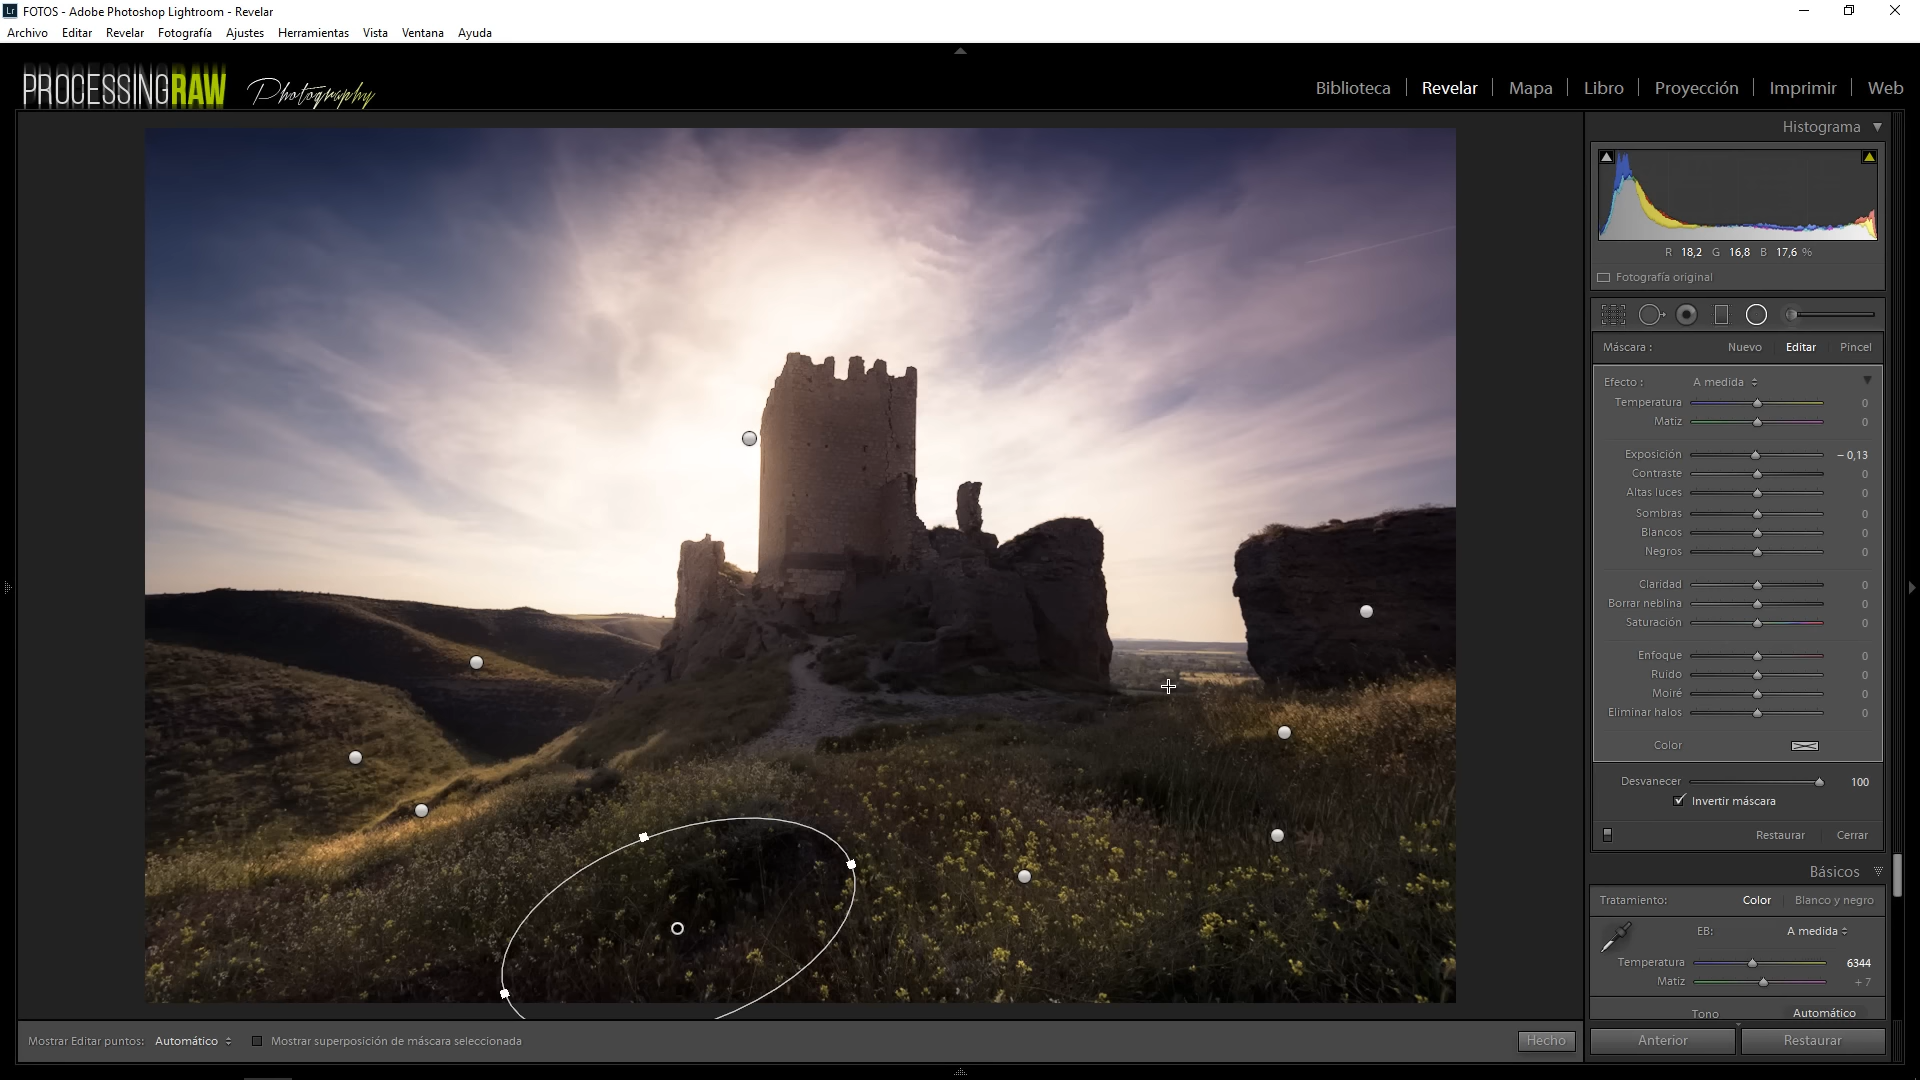 Lr FOTOS - Adobe Photoshop Lightroom - Revelar
Archivo Editar Revelar Fotografía Ajustes Herramientas Vista Ventana Ayuda
PROCESSINGRAW Photography
Biblioteca | Revelar | Mapa | Libro | Proyección | Imprimir | Web
Histograma
R 18,2 G 16,8 B 17,6 %
Fotografía original
Máscara : Nuevo Editar Pincel
Efecto : A medida
Temperatura 0
Matiz 0
Exposición – 0,13
Contraste 0
Altas luces 0
Sombras 0
Blancos 0
Negros 0
Claridad 0
Borrar neblina 0
Saturación 0
Enfoque 0
Ruido 0
Moiré 0
Eliminar halos 0
Color
Desvanecer 100
Invertir máscara
Restaurar Cerrar
Básicos
Tratamiento: Color Blanco y negro
EB: A medida
Temperatura 6344
Matiz + 7
Tono Automático
Mostrar Editar puntos: Automático Mostrar superposición de máscara seleccionada Hecho
Anterior Restaurar